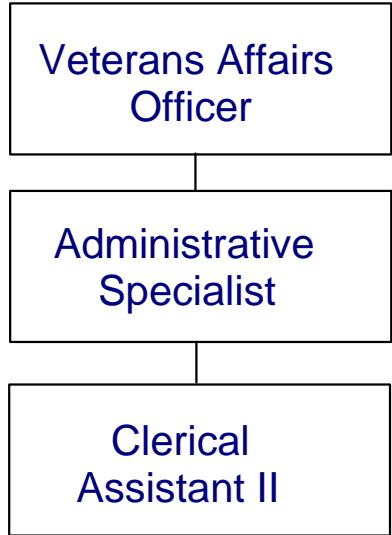 Veterans Affairs
Officer
Administrative
Specialist
Clerical
Assistant II